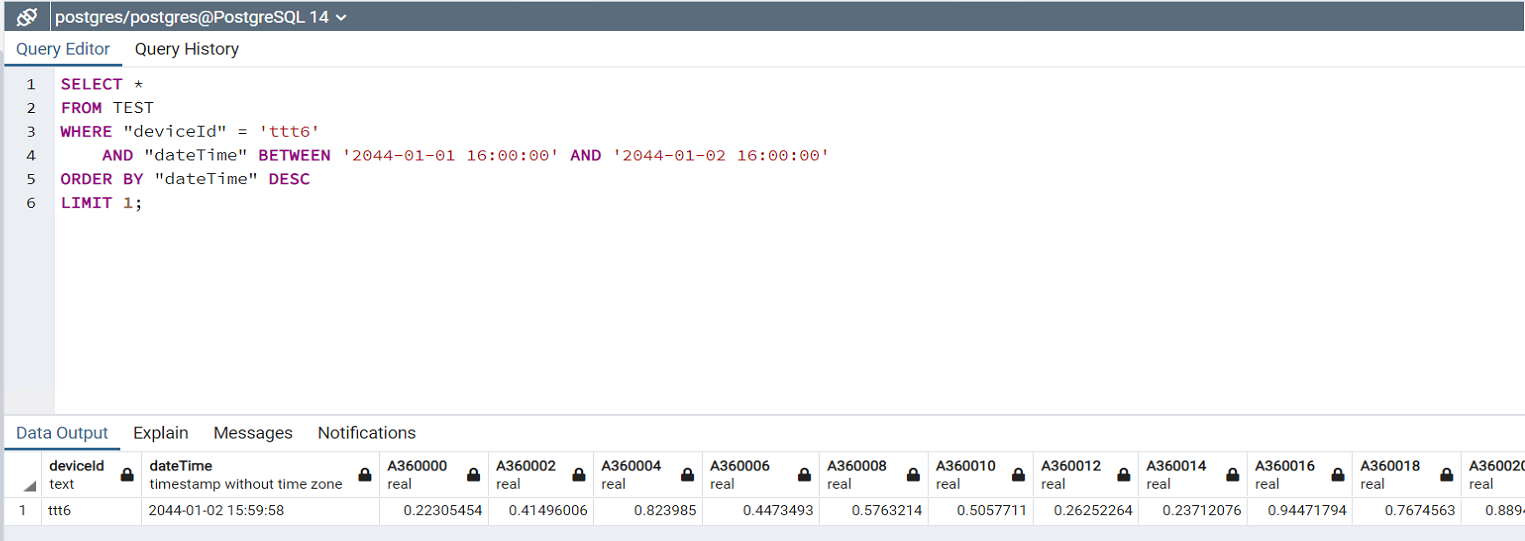 postgres/postgres@PostgreSQL 14
Query Editor Query History
1 SELECT *
2 FROM TEST
3 WHERE "deviceId" = 'ttt6'
4 AND "dateTime" BETWEEN '2044-01-01 16:00:00' AND '2044-01-02 16:00:00'
5 ORDER BY "dateTime" DESC
6 LIMIT 1;
Data Output Explain Messages Notifications
deviceId dateTime A360000 A360002 A360004 A360006 A360008 A360010 A360012 A360014 A360016 A360018 A360020
text timestamp without time zone real real real real real real real real real real real
1 ttt6 2044-01-02 15:59:58 0.22305454 0.41496006 0.823985 0.4473493 0.5763214 0.5057711 0.26252264 0.23712076 0.94471794 0.7674563 0.889